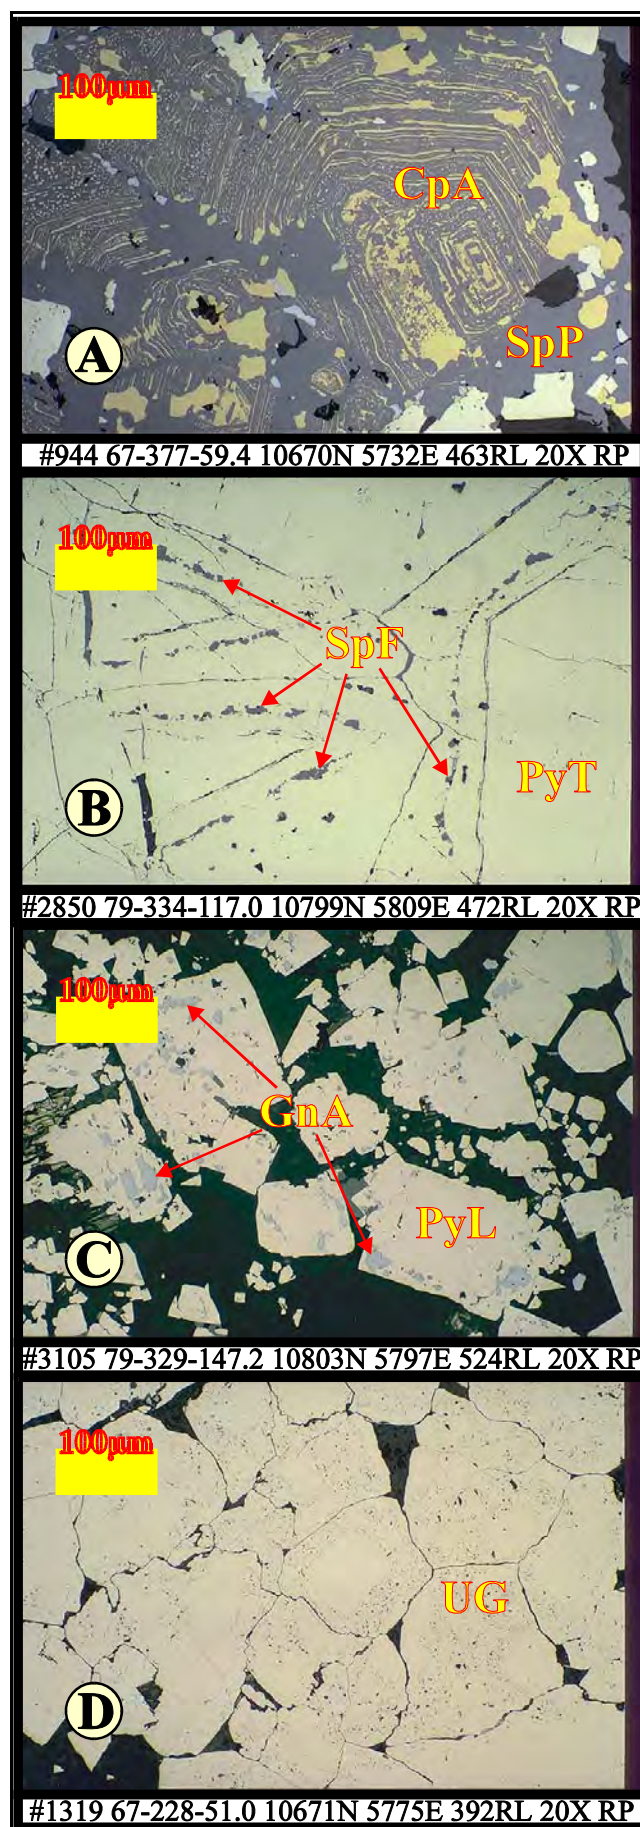 100µm
CpA
SpP
A
#944 67-377-59.4 10670N 5732E 463RL 20X RP
100µm
SpF
PyT
B
#2850 79-334-117.0 10799N 5809E 472RL 20X RP
100µm
GnA
PyL
C
#3105 79-329-147.2 10803N 5797E 524RL 20X RP
100µm
UG
D
#1319 67-228-51.0 10671N 5775E 392RL 20X RP